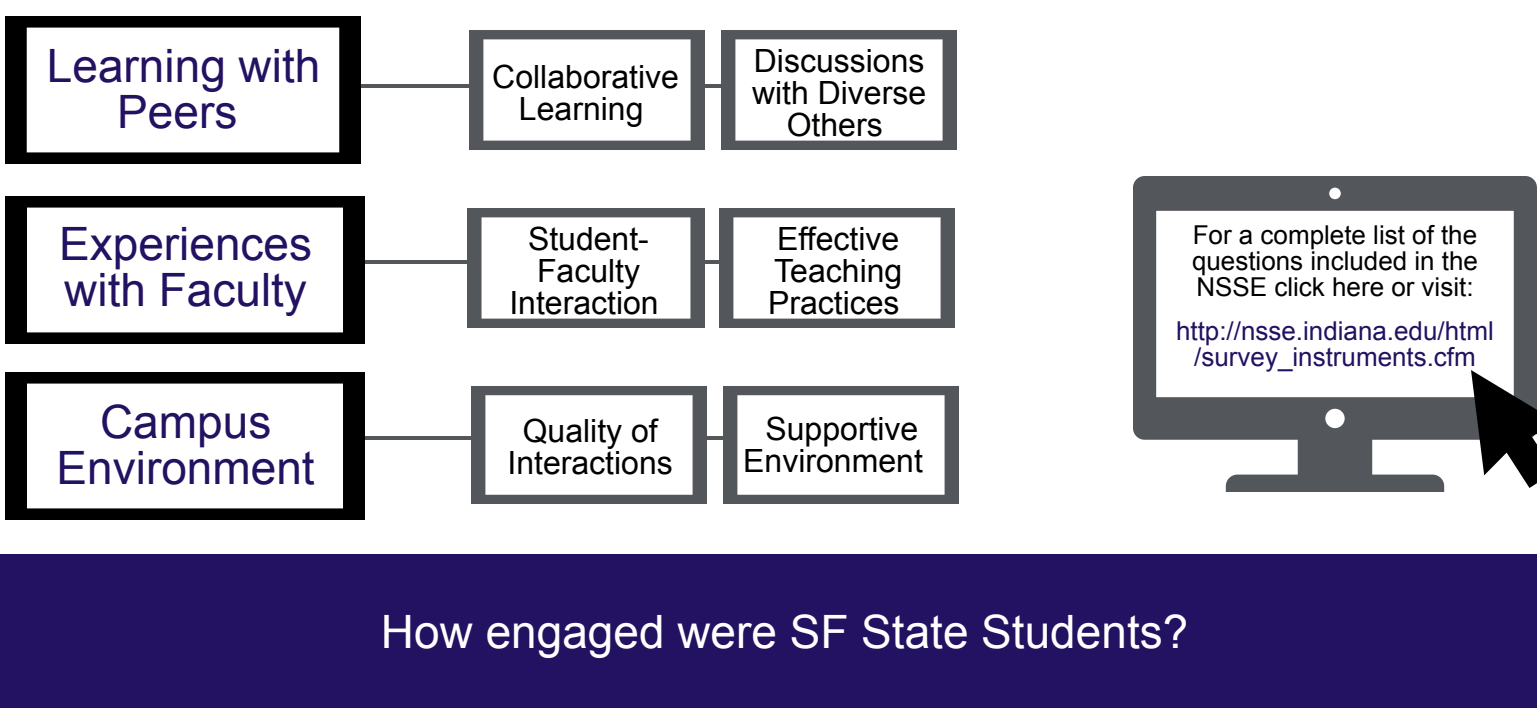 Learning with
Peers
Collaborative
Learning
Discussions
with Diverse
Others
Experiences
with Faculty
Student-
Faculty
Interaction
Effective
Teaching
Practices
Campus
Environment
Quality of
Interactions
Supportive
Environment
For a complete list of the
questions included in the
NSSE click here or visit:
http://nsse.indiana.edu/html
/survey_instruments.cfm
How engaged were SF State Students?